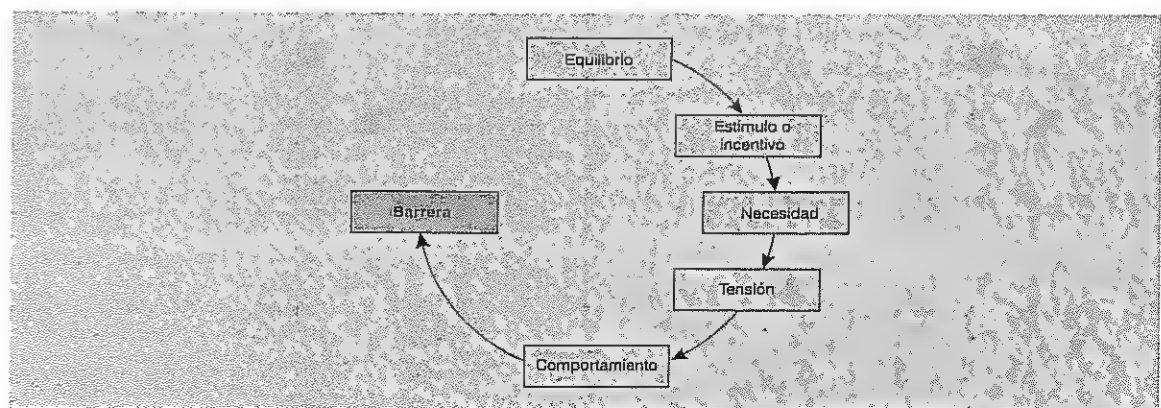 Equilibrio
Estímulo o
incentivo
Barrera
Necesidad
Tensión
Comportamiento